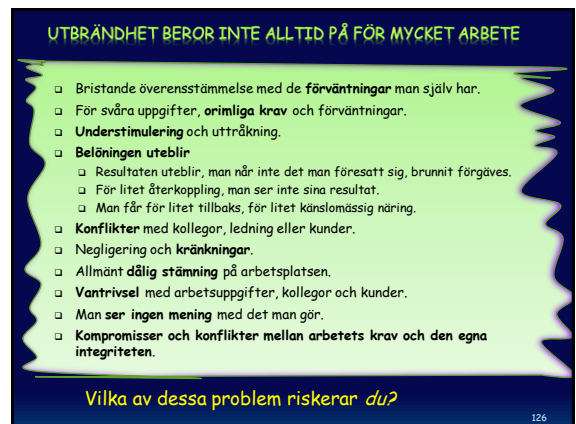 UTBRÄNDHET BEROR INTE ALLTID PÅ FÖR MYCKET ARBETE
Bristande överensstämmelse med de förväntningar man själv har.
För svåra uppgifter, orimliga krav och förväntningar.
Understimulering och uttråkning.
Belöningen uteblir
Resultaten uteblir, man når inte det man föresatt sig, brunnit förgäves.
För litet återkoppling, man ser inte sina resultat.
Man får för litet tillbaks, för litet känslomässig näring.
Konflikter med kollegor, ledning eller kunder.
Negligering och kränkningar.
Allmänt dålig stämning på arbetsplatsen.
Vantrivsel med arbetsuppgifter, kollegor och kunder.
Man ser ingen mening med det man gör.
Kompromisser och konflikter mellan arbetets krav och den egna
integriteten.
Vilka av dessa problem riskerar du?
126